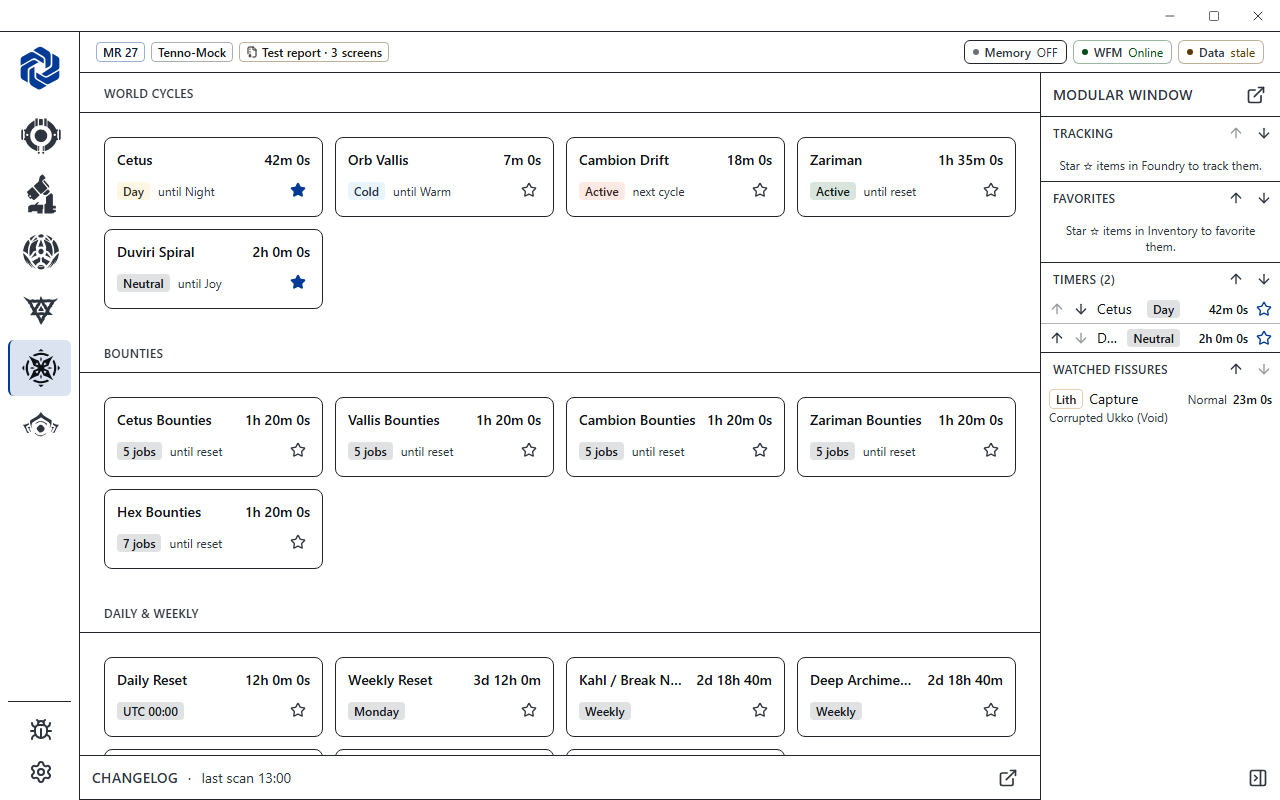 MR 27
Tenno-Mock
Test report · 3 screens
Memory OFF
WFM Online
Data stale
WORLD CYCLES
Cetus 42m 0s
Day until Night
Orb Vallis 7m 0s
Cold until Warm
Cambion Drift 18m 0s
Active next cycle
Zariman 1h 35m 0s
Active until reset
Duviri Spiral 2h 0m 0s
Neutral until Joy
BOUNTIES
Cetus Bounties 1h 20m 0s
5 jobs until reset
Vallis Bounties 1h 20m 0s
5 jobs until reset
Cambion Bounties 1h 20m 0s
5 jobs until reset
Zariman Bounties 1h 20m 0s
5 jobs until reset
Hex Bounties 1h 20m 0s
7 jobs until reset
DAILY & WEEKLY
Daily Reset 12h 0m 0s
UTC 00:00
Weekly Reset 3d 12h 0m
Monday
Kahl / Break N... 2d 18h 40m
Weekly
Deep Archime... 2d 18h 40m
Weekly
CHANGELOG · last scan 13:00
MODULAR WINDOW
TRACKING
Star ☆ items in Foundry to track them.
FAVORITES
Star ☆ items in Inventory to favorite
them.
TIMERS (2)
Cetus Day 42m 0s
D... Neutral 2h 0m 0s
WATCHED FISSURES
Lith Capture Normal 23m 0s
Corrupted Ukko (Void)